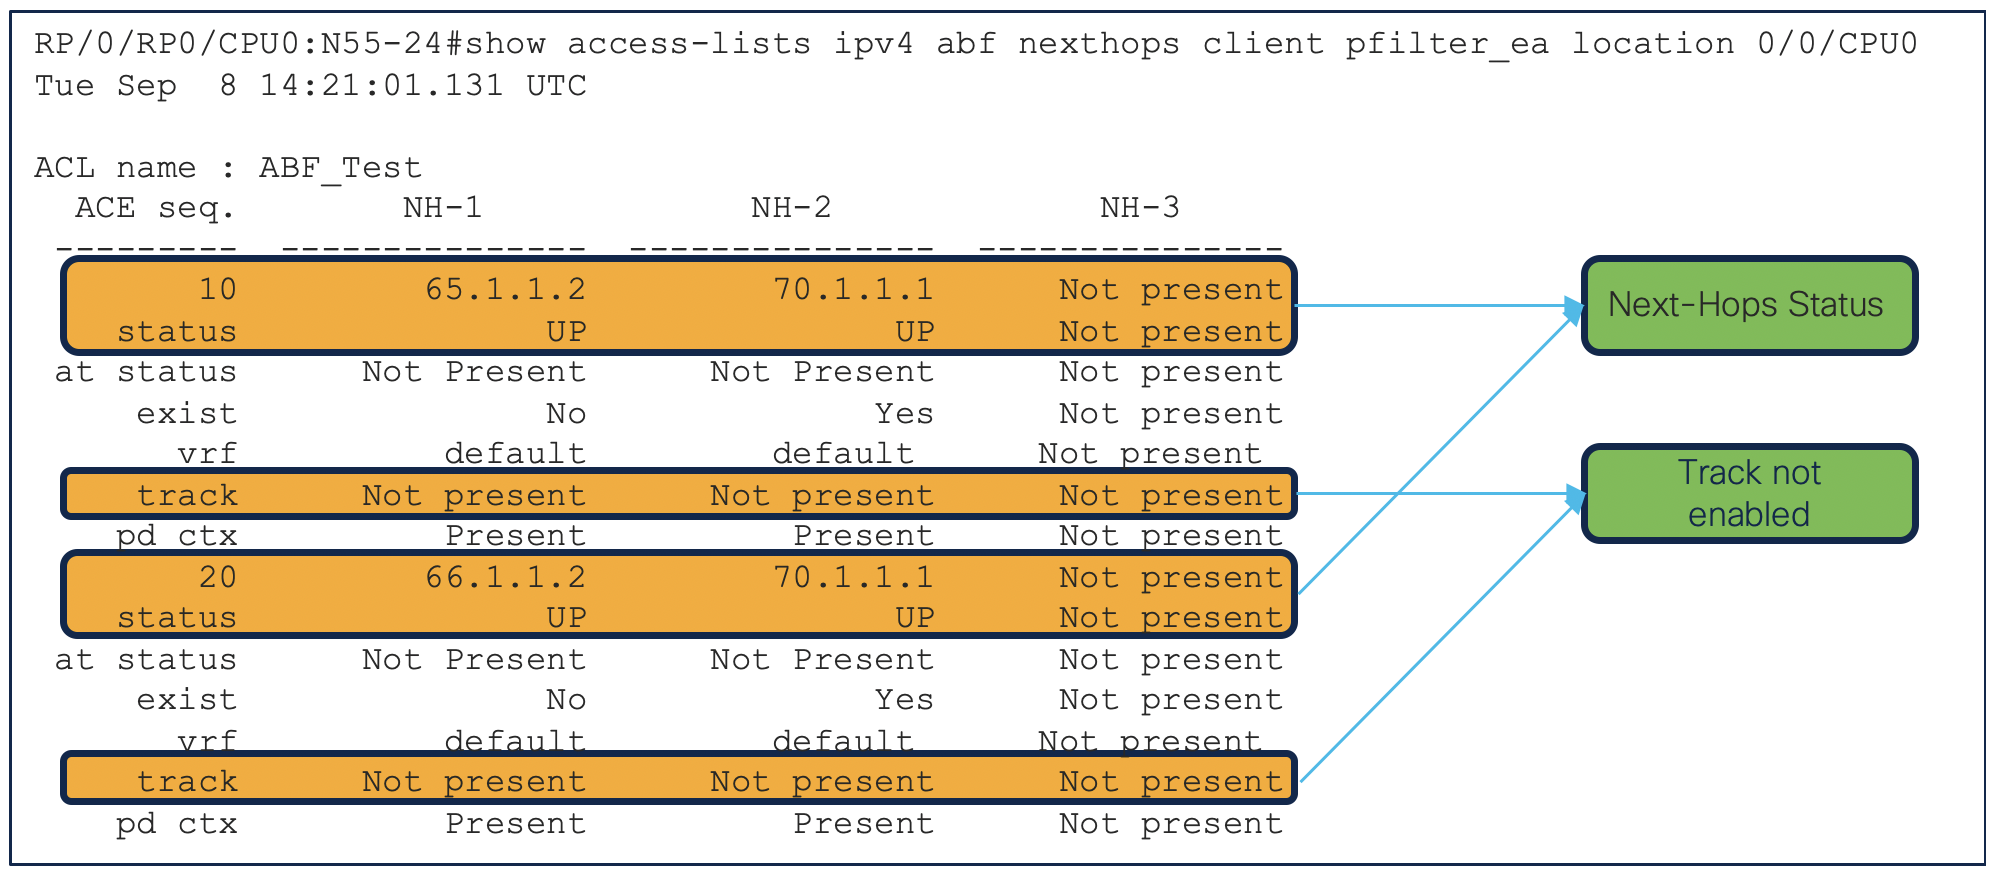 RP/0/RP0/CPU0:N55-24#show access-lists ipv4 abf nexthops client pfilter_ea location 0/0/CPU0
Tue Sep  8 14:21:01.131 UTC
ACL name : ABF_Test
ACE seq. NH-1 NH-2 NH-3
--------- --------------- --------------- ---------------
10 65.1.1.2 70.1.1.1 Not present
status UP UP Not present
at status Not Present Not Present Not present
exist No Yes Not present
vrf default default Not present
track Not present Not present Not present
pd ctx Present Present Not present
20 66.1.1.2 70.1.1.1 Not present
status UP UP Not present
at status Not Present Not Present Not present
exist No Yes Not present
vrf default default Not present
track Not present Not present Not present
pd ctx Present Present Not present
Next-Hops Status
Track not
enabled